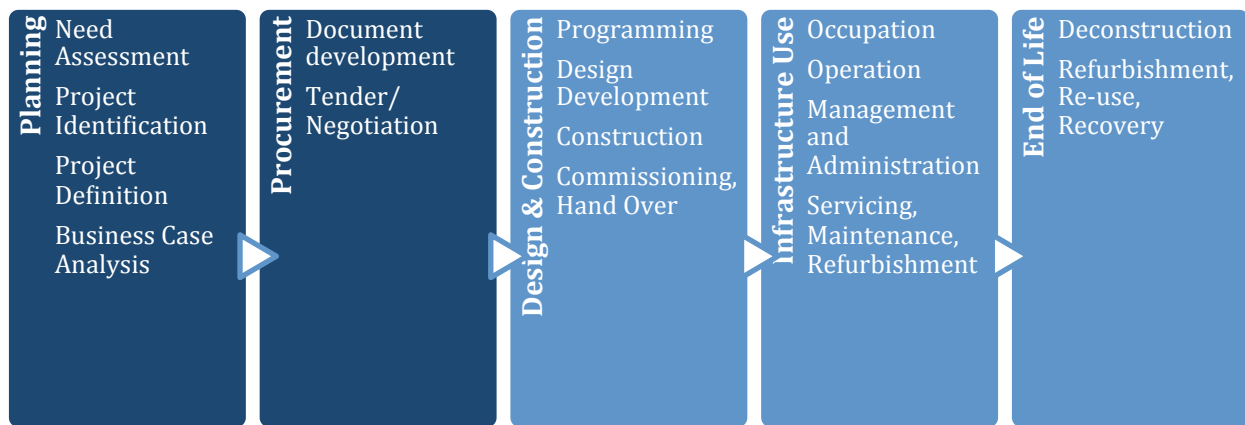 Planning
Need
Assessment
Project
Identification
Project
Definition
Business Case
Analysis
Procurement
Document
development
Tender/
Negotiation
Design & Construction
Programming
Design
Development
Construction
Commissioning,
Hand Over
Infrastructure Use
Occupation
Operation
Management
and
Administration
Servicing,
Maintenance,
Refurbishment
End of Life
Deconstruction
Refurbishment,
Re-use,
Recovery